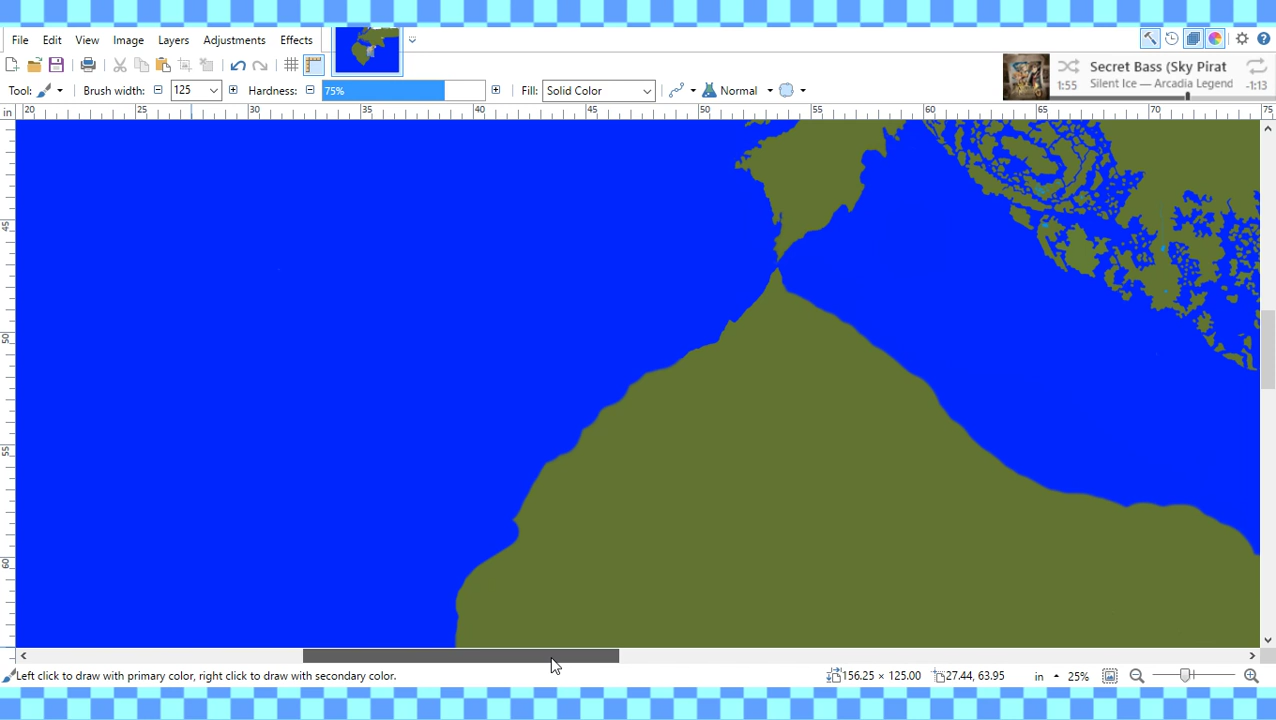 File Edit View Image Layers Adjustments Effects
Secret Bass (Sky Pirat
1:55 Silent Ice — Arcadia Legend -1:13
Tool: Brush width: 125 Hardness: 75% Fill: Solid Color Normal
in 20 25 30 35 40 45 50 55 60 65 70 75
45
50
55
60
Left click to draw with primary color, right click to draw with secondary color. 156.25 × 125.00 27.44, 63.95 in 25%